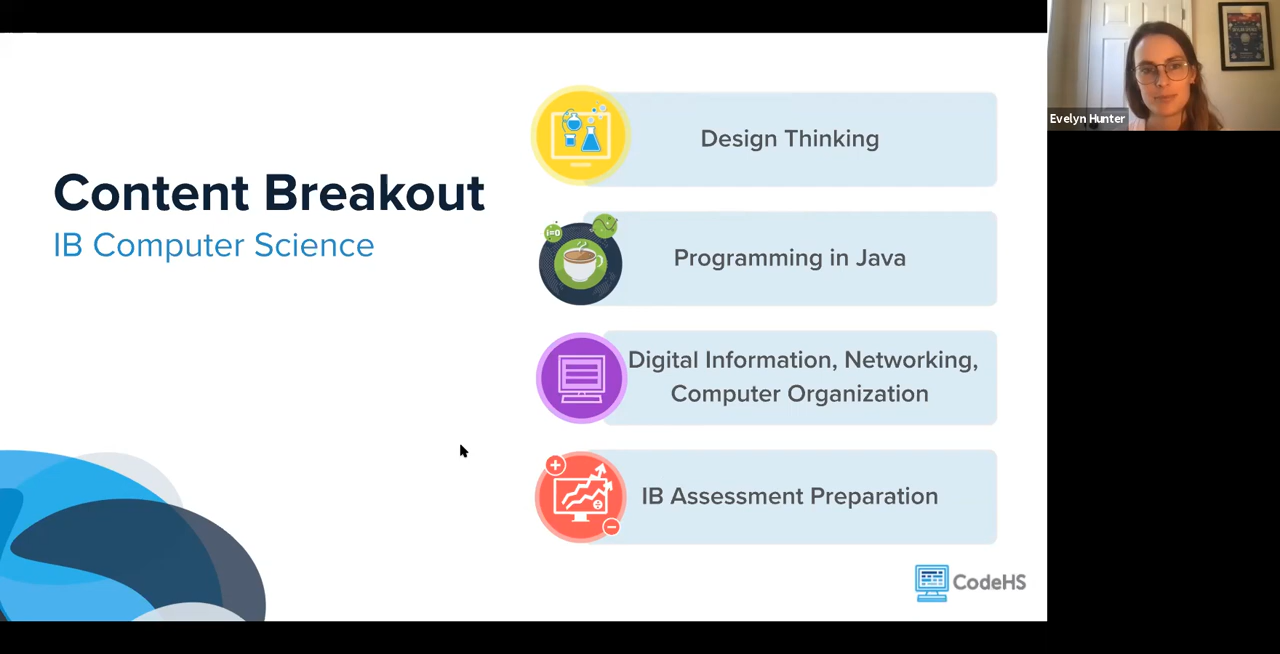 Content Breakout
IB Computer Science
Design Thinking
i=0
Programming in Java
Digital Information, Networking,
Computer Organization
IB Assessment Preparation
CodeHS
Evelyn Hunter